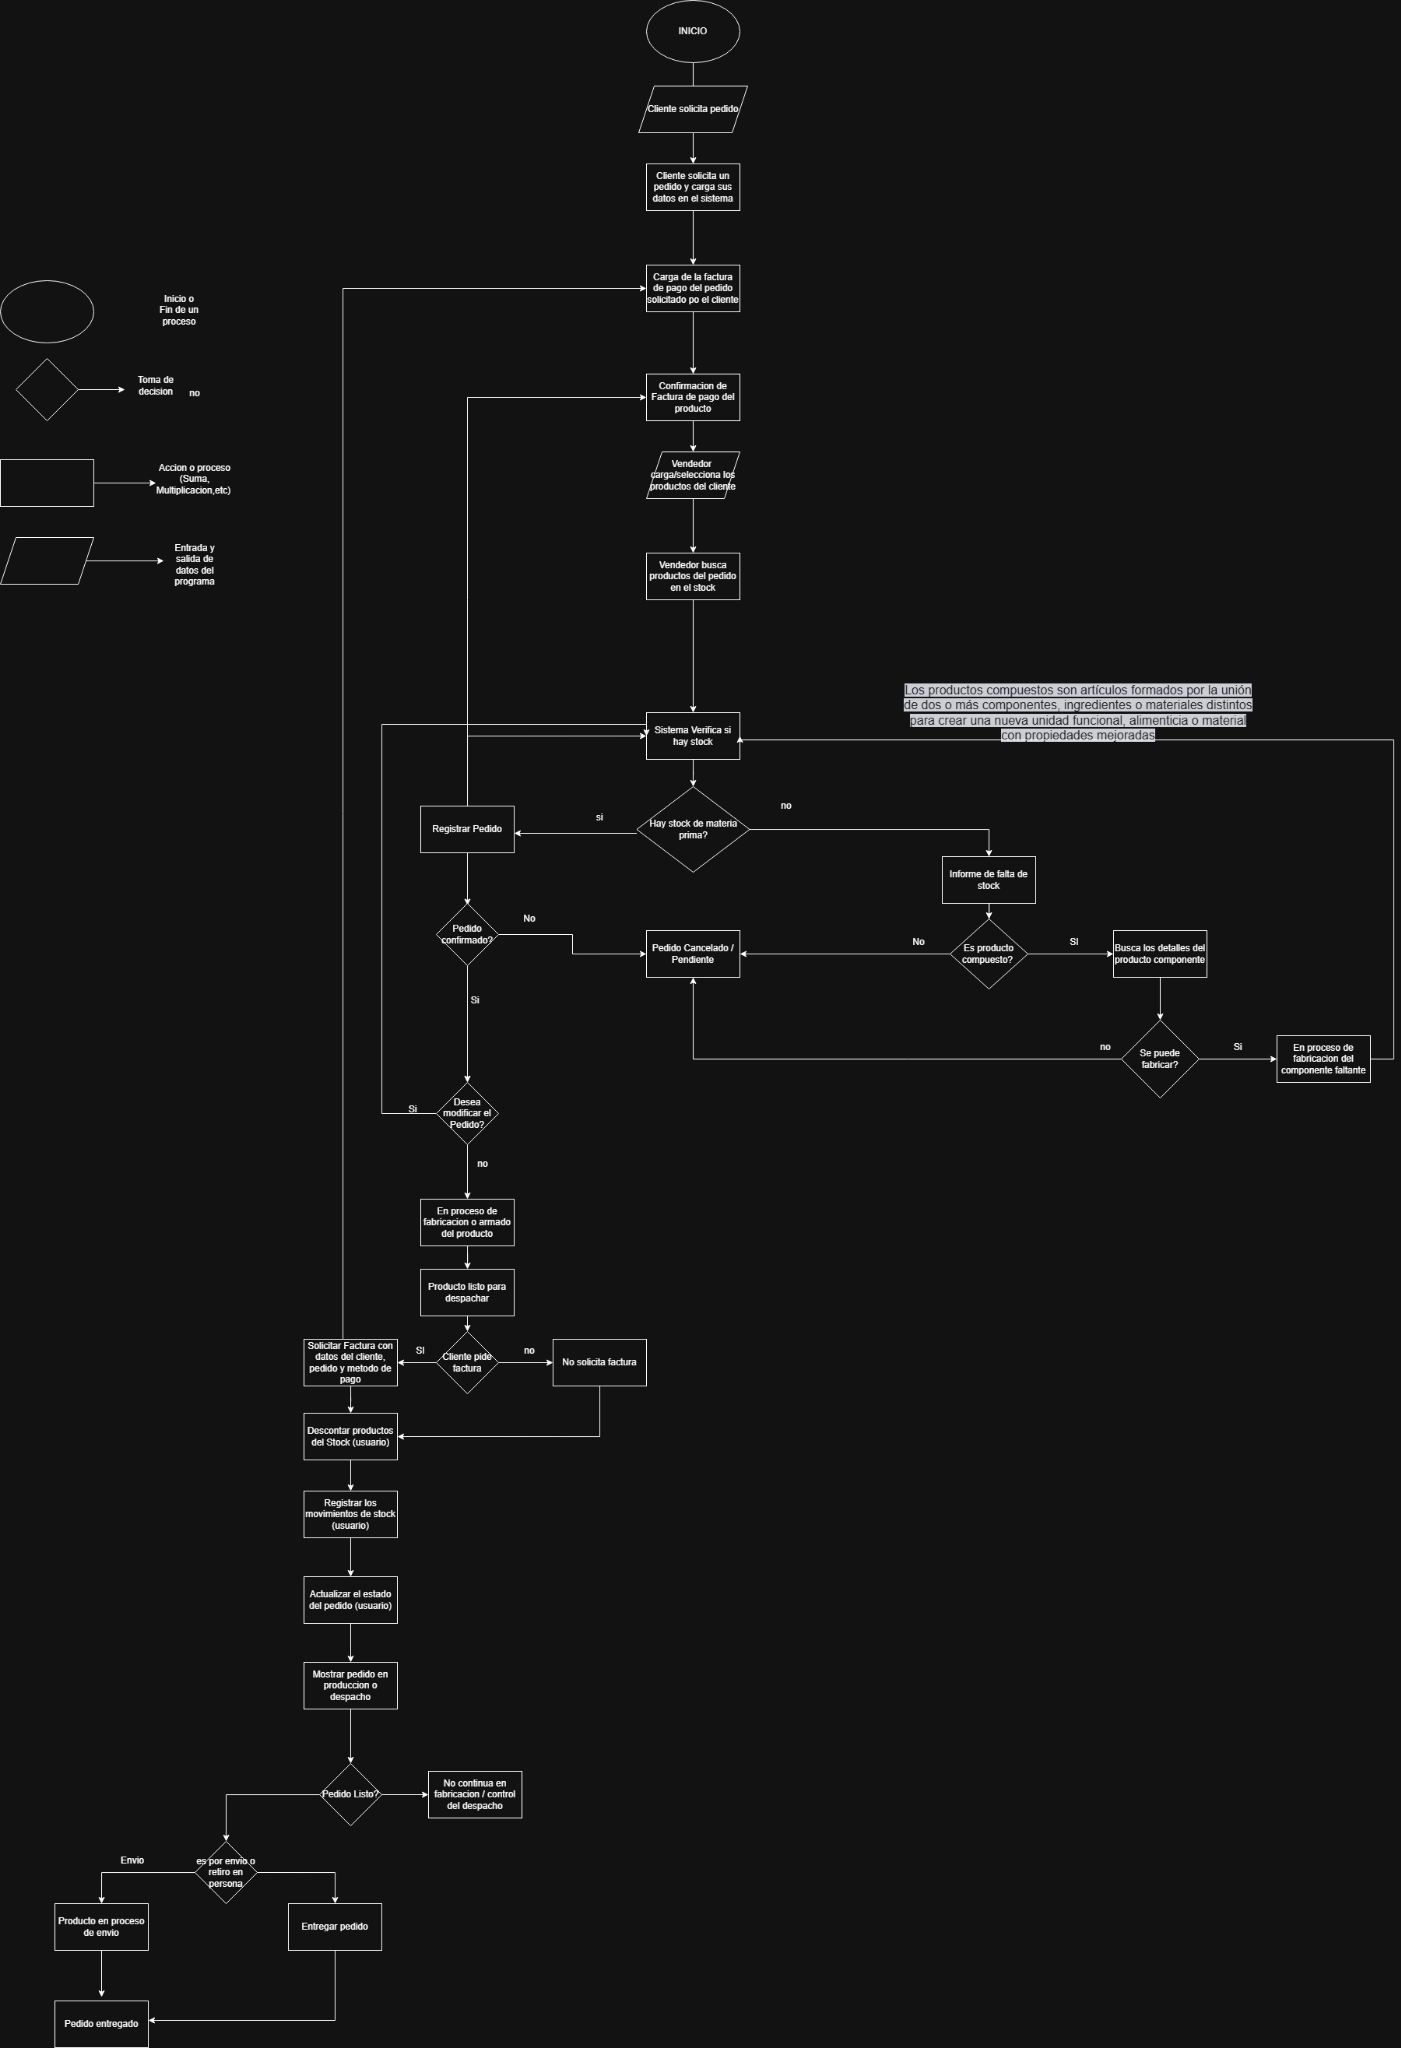 INICIO
Cliente solicita pedido
Cliente solicita un
pedido y carga sus
datos en el sistema
Carga de la factura
de pago del pedido
solicitado po el cliente
Inicio o
Fin de un
proceso
Toma de
decision
no
Confirmacion de
Factura de pago del
producto
Accion o proceso
(Suma,
Multiplicacion,etc)
Vendedor
carga/selecciona los
productos del cliente
Entrada y
salida de
datos del
programa
Vendedor busca
productos del pedido
en el stock
Los productos compuestos son artículos formados por la unión
de dos o más componentes, ingredientes o materiales distintos
para crear una nueva unidad funcional, alimenticia o material
con propiedades mejoradas
Sistema Verifica si
hay stock
Hay stock de materia
prima?
si
no
Registrar Pedido
Informe de falta de
stock
Pedido
confirmado?
No
Pedido Cancelado /
Pendiente
No
Es producto
compuesto?
SI
Busca los detalles del
producto componente
Si
no
Se puede
fabricar?
Si
En proceso de
fabricacion del
componente faltante
Si
Desea
modificar el
Pedido?
no
En proceso de
fabricacion o armado
del producto
Producto listo para
despachar
Solicitar Factura con
datos del cliente,
pedido y metodo de
pago
SI
Cliente pide
factura
no
No solicita factura
Descontar productos
del Stock (usuario)
Registrar los
movimientos de stock
(usuario)
Actualizar el estado
del pedido (usuario)
Mostrar pedido en
produccion o
despacho
Pedido Listo?
No continua en
fabricacion / control
del despacho
Envio
es por envio o
retiro en
persona
Producto en proceso
de envio
Entregar pedido
Pedido entregado